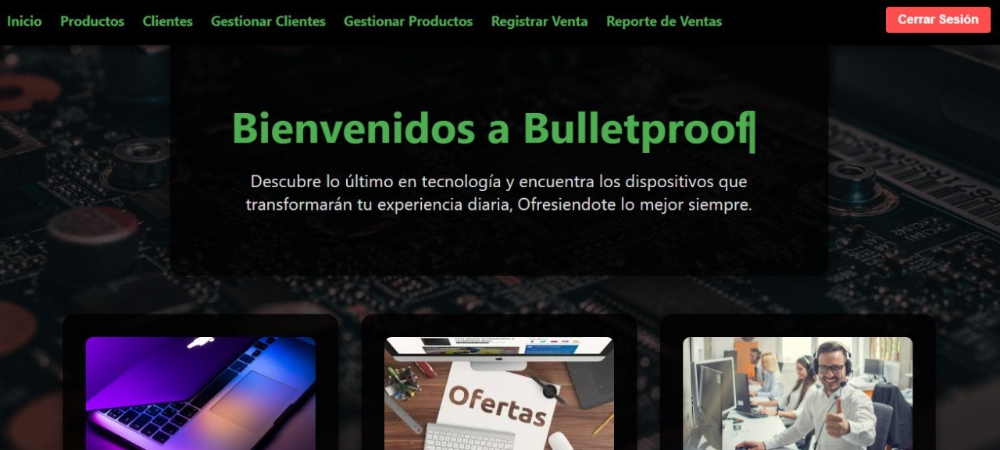 Inicio Productos Clientes Gestionar Clientes Gestionar Productos Registrar Venta Reporte de Ventas Cerrar Sesión
Bienvenidos a Bulletproof
Descubre lo último en tecnología y encuentra los dispositivos que
transformarán tu experiencia diaria, Ofresiendote lo mejor siempre.
Ofertas